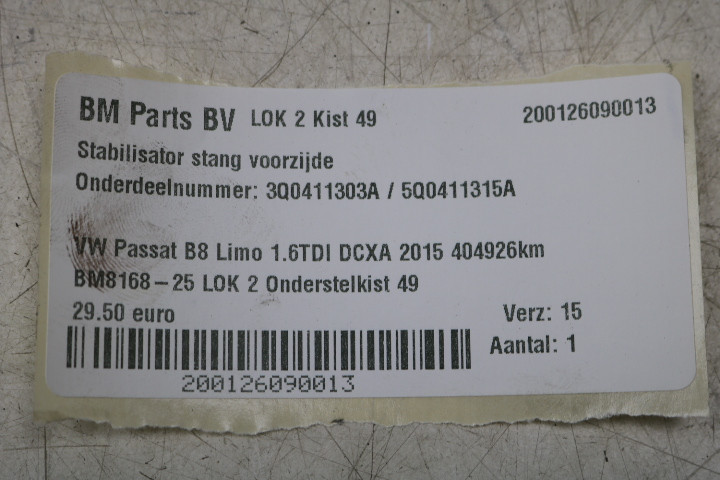 BM Parts BV LOK 2 Kist 49 200126090013
Stabilisator stang voorzijde
Onderdeelnummer: 3Q0411303A / 5Q0411315A
VW Passat B8 Limo 1.6TDI DCXA 2015 404926km
BM8168-25 LOK 2 Onderstelkist 49
29.50 euro Verz: 15
Aantal: 1
200126090013